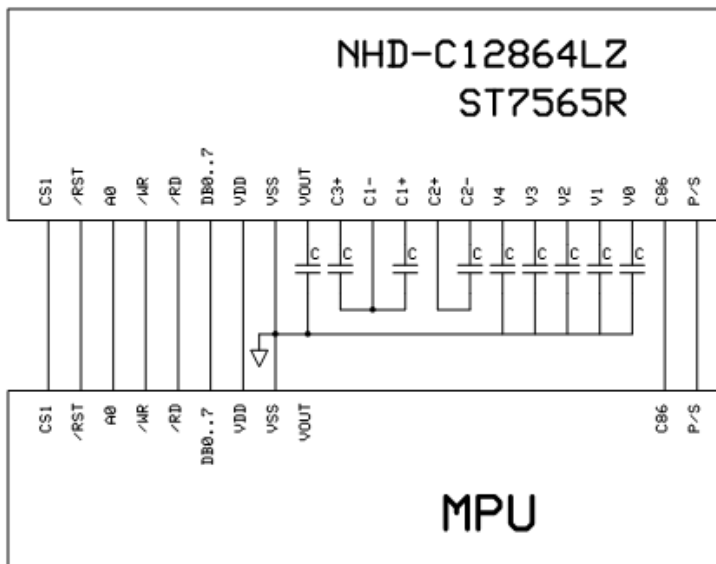 NHD-C12864LZ
ST7565R
CS1 /RST A0 /WR /RD DB0..7 VDD VSS VOUT C3+ C1- C1+ C2+ C2- V4 V3 V2 V1 V0 C86 P/S
C C C C C C C C C
CS1 /RST A0 /WR /RD DB0..7 VDD VSS VOUT C86 P/S
MPU